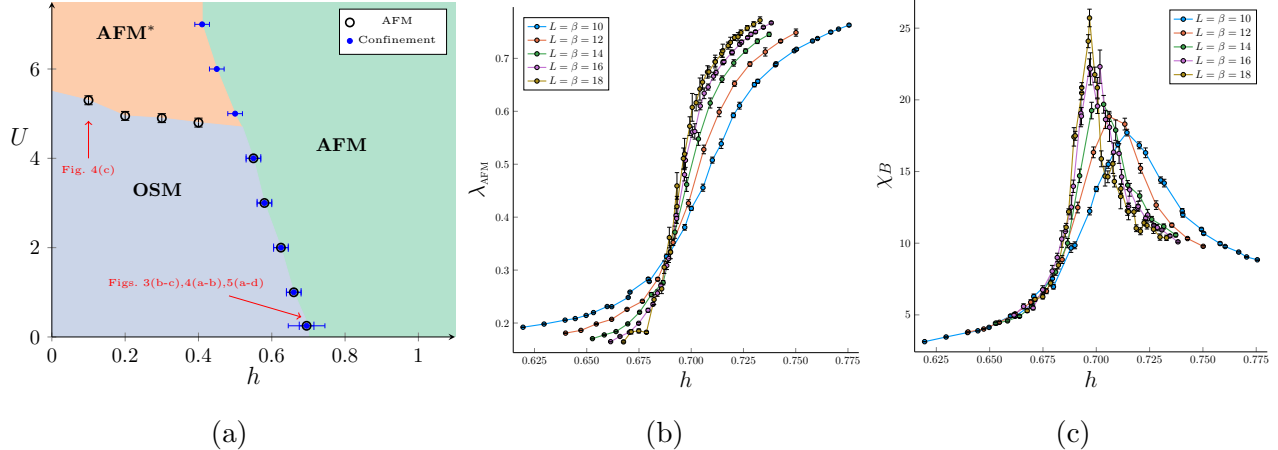 AFM*
AFM
Confinement
6
U
Fig. 4(c)
4
OSM
AFM
2
Figs. 3(b-c),4(a-b),5(a-d)
0
0 0.2 0.4 0.6 0.8 1
h
(a)
L = β = 10
L = β = 12
L = β = 14
L = β = 16
L = β = 18
0.7
0.6
0.5
0.4
0.3
0.2
λAFM
0.625 0.650 0.675 0.700 0.725 0.750 0.775
h
(b)
L = β = 10
L = β = 12
L = β = 14
L = β = 16
L = β = 18
25
20
15
10
5
χB
0.625 0.650 0.675 0.700 0.725 0.750 0.775
h
(c)